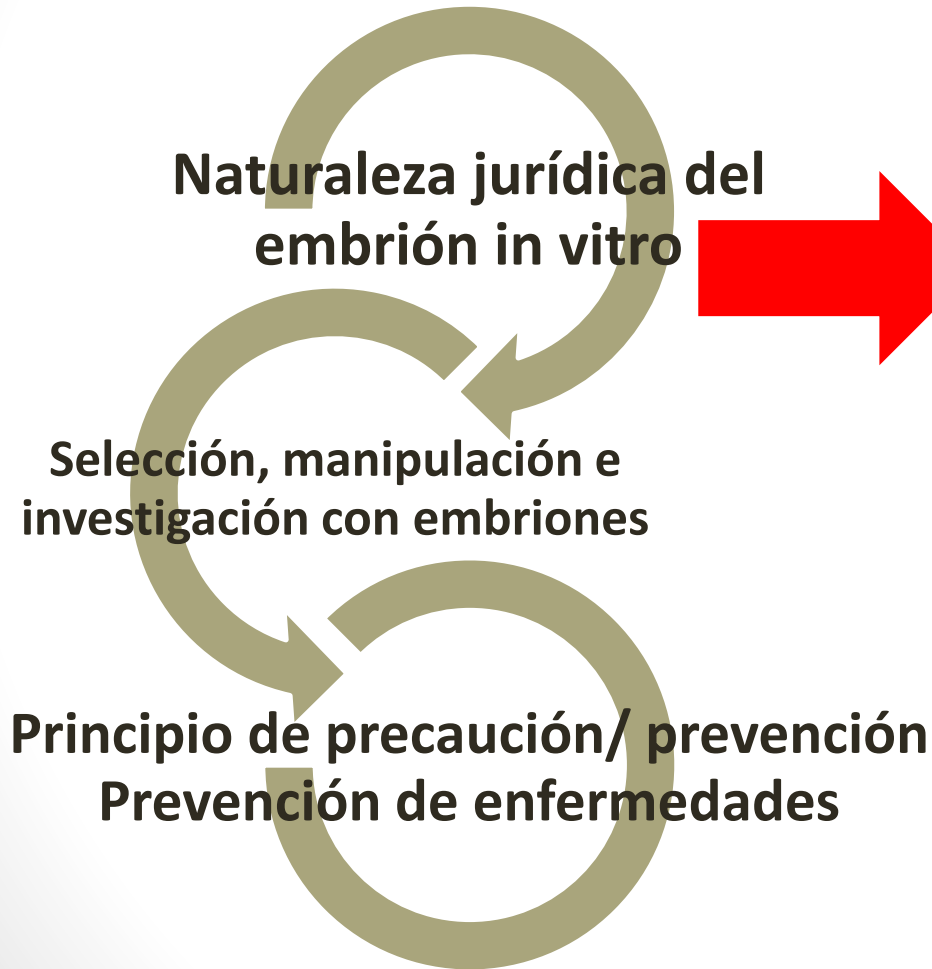 Naturaleza jurídica del
embrión in vitro
Selección, manipulación e
investigación con embriones
Principio de precaución/ prevención
Prevención de enfermedades